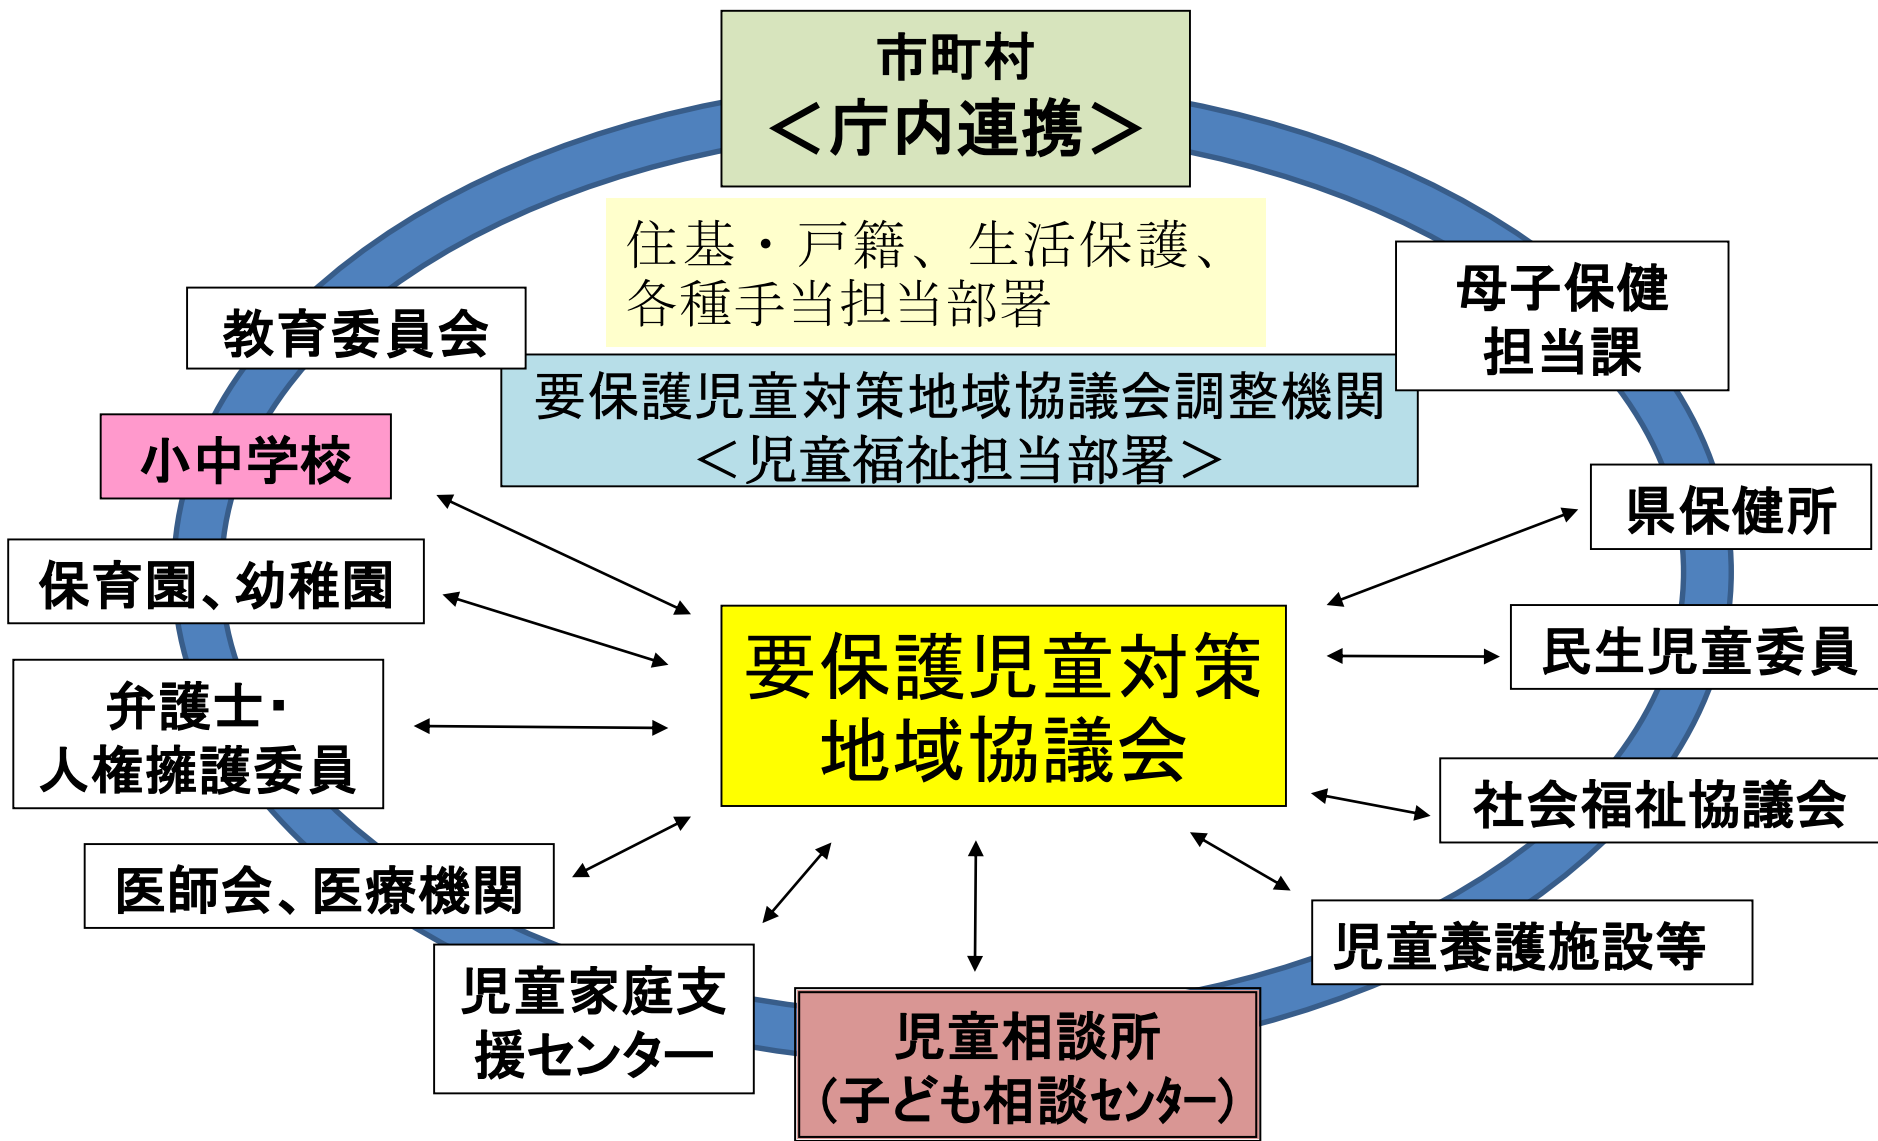 市町村
＜庁内連携＞
住基・戸籍、生活保護、
各種手当担当部署
母子保健
担当課
教育委員会
要保護児童対策地域協議会調整機関
＜児童福祉担当部署＞
小中学校
県保健所
保育園、幼稚園
要保護児童対策
地域協議会
民生児童委員
弁護士・
人権擁護委員
社会福祉協議会
医師会、医療機関
児童養護施設等
児童家庭支
援センター
児童相談所
（子ども相談ｾﾝﾀｰ）